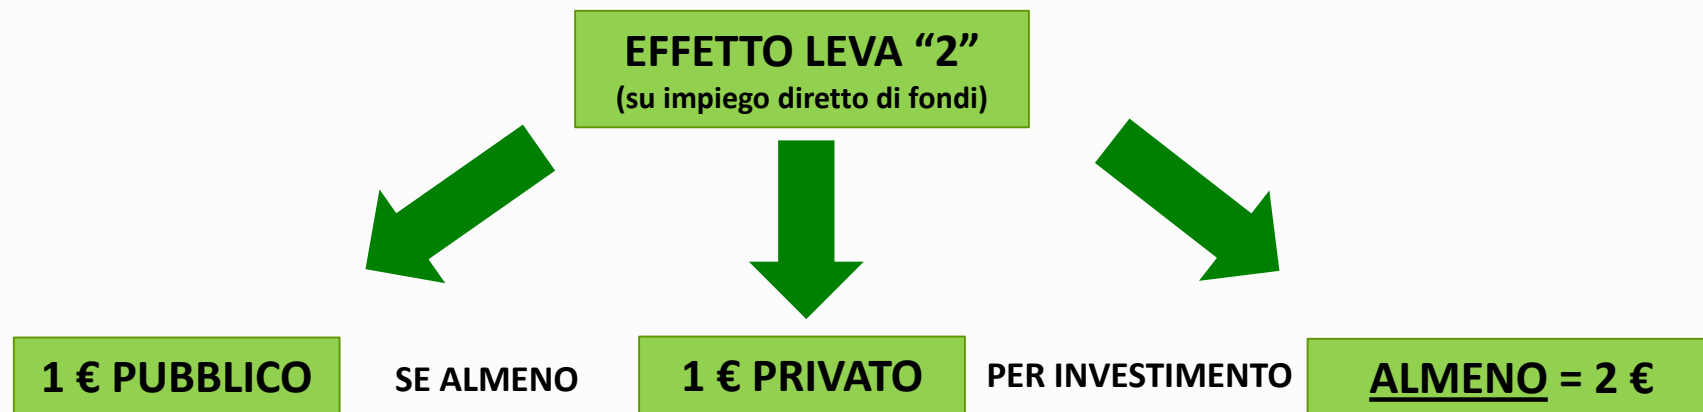 EFFETTO LEVA “2”
(su impiego diretto di fondi)
1 € PUBBLICO
SE ALMENO
1 € PRIVATO
PER INVESTIMENTO
ALMENO = 2 €